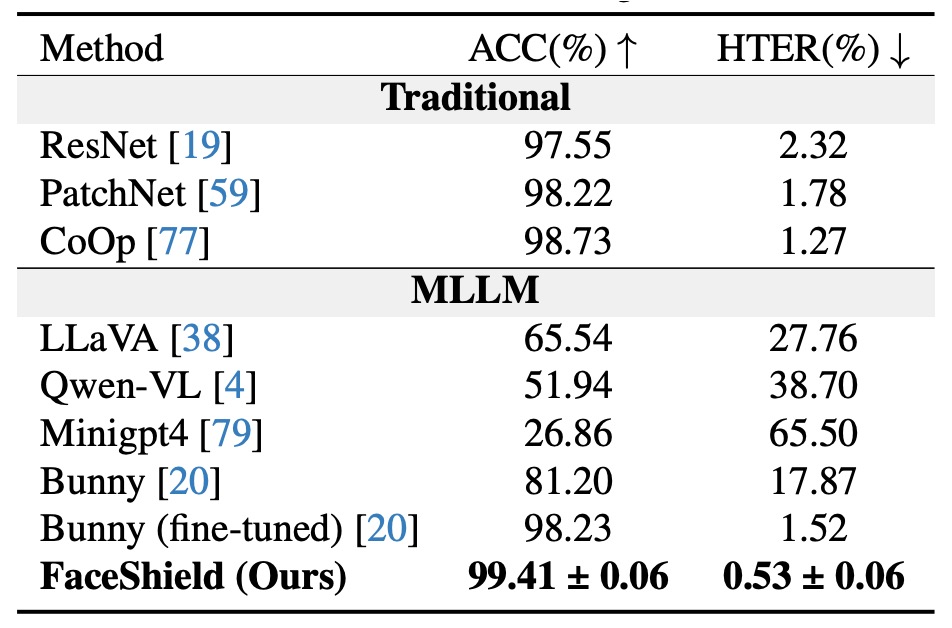 Method ACC(%) ↑ HTER(%) ↓
Traditional
ResNet [19] 97.55 2.32
PatchNet [59] 98.22 1.78
CoOp [77] 98.73 1.27
MLLM
LLaVA [38] 65.54 27.76
Qwen-VL [4] 51.94 38.70
Minigpt4 [79] 26.86 65.50
Bunny [20] 81.20 17.87
Bunny (fine-tuned) [20] 98.23 1.52
FaceShield (Ours) 99.41 ± 0.06 0.53 ± 0.06